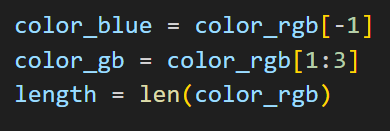 color_blue = color_rgb[-1]
color_gb = color_rgb[1:3]
length = len(color_rgb)